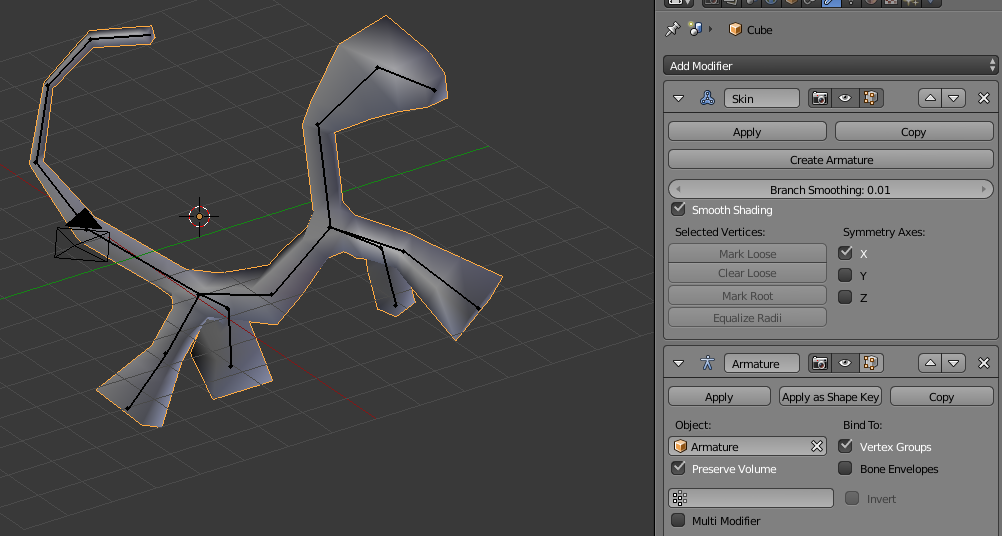 Cube
Add Modifier
Skin
Apply Copy
Create Armature
Branch Smoothing: 0.01
Smooth Shading
Selected Vertices: Symmetry Axes:
Mark Loose X
Clear Loose Y
Mark Root Z
Equalize Radii
Armature
Apply Apply as Shape Key Copy
Object: Bind To:
Armature Vertex Groups
Preserve Volume Bone Envelopes
Invert
Multi Modifier